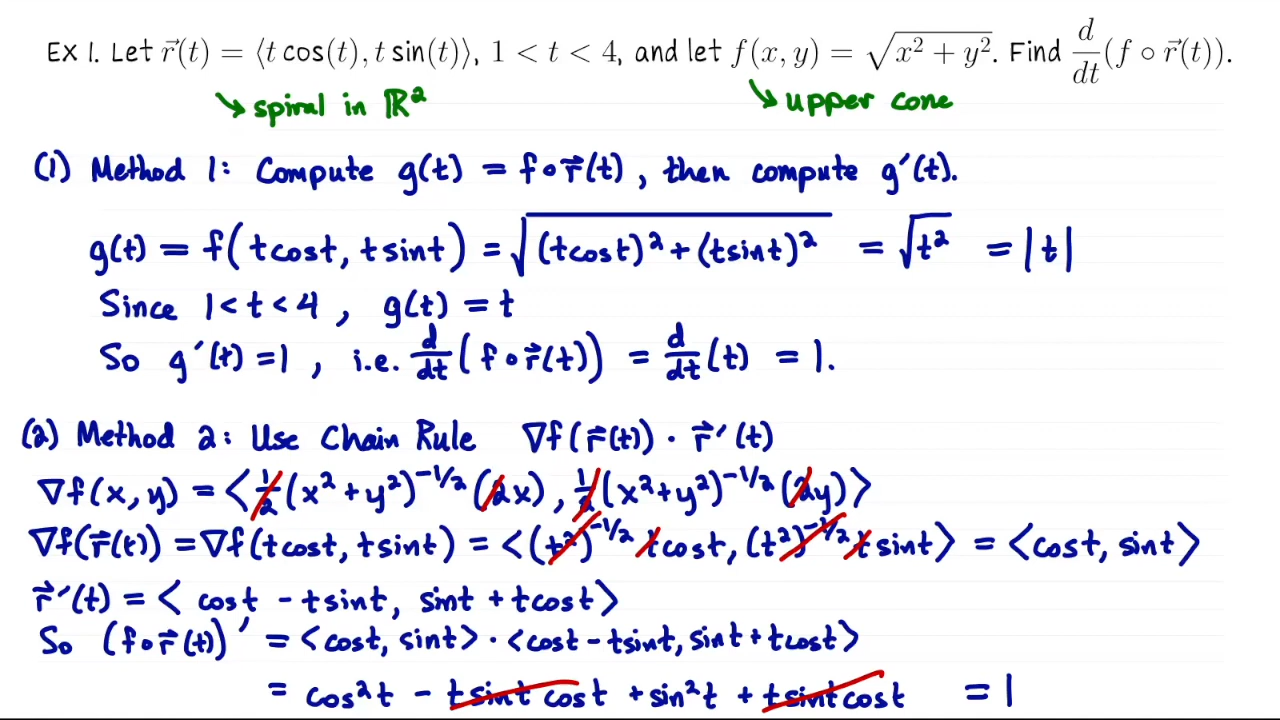 Ex 1. Let r⃗(t) = ⟨t cos(t), t sin(t)⟩, 1 < t < 4, and let f(x, y) = √(x² + y²). Find d/dt (f ∘ r⃗(t)).
↘ spiral in ℝ² ↘ upper cone
(1) Method 1: Compute g(t) = f∘r⃗(t), then compute g′(t).
g(t) = f(tcost, tsint) = √((tcost)² + (tsint)²) = √t² = |t|
Since 1 < t < 4, g(t) = t
So g′(t) = 1, i.e. d/dt (f∘r⃗(t)) = d/dt (t) = 1.
(2) Method 2: Use Chain Rule ∇f(r⃗(t)) · r⃗′(t)
∇f(x, y) = ⟨1/2 (x² + y²)^-1/2 (2x), 1/2 (x² + y²)^-1/2 (2y)⟩
∇f(r⃗(t)) = ∇f(tcost, tsint) = <(t²)^-1/2 tcost, (t²)^-1/2 tsint⟩ = ⟨cost, sint⟩
r⃗′(t) = < cost - tsint, sint + tcost⟩
So (f∘r⃗(t))′ = <cost, sint> · <cost - tsint, sint + tcost⟩
= cos²t - tsint cost + sin²t + tsint cost = 1